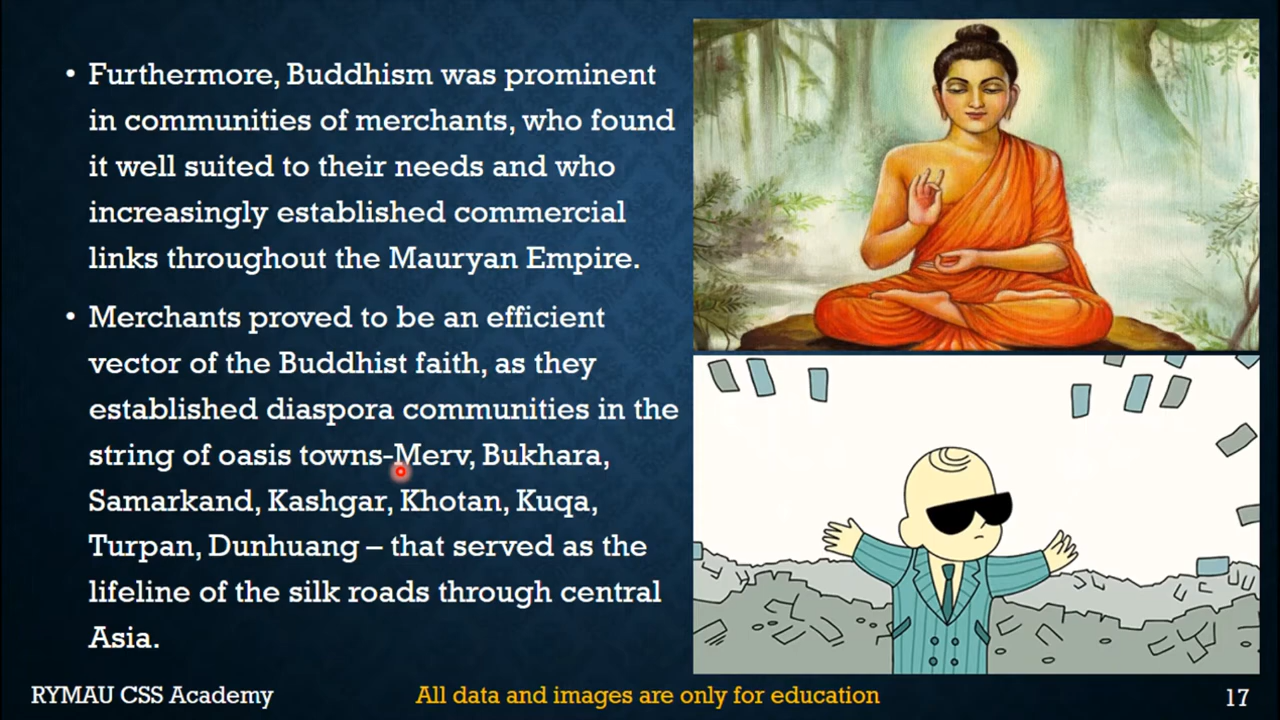 • Furthermore, Buddhism was prominent
in communities of merchants, who found
it well suited to their needs and who
increasingly established commercial
links throughout the Mauryan Empire.
• Merchants proved to be an efficient
vector of the Buddhist faith, as they
established diaspora communities in the
string of oasis towns-Merv, Bukhara,
Samarkand, Kashgar, Khotan, Kuqa,
Turpan, Dunhuang – that served as the
lifeline of the silk roads through central
Asia.
RYMAU CSS Academy
All data and images are only for education
17